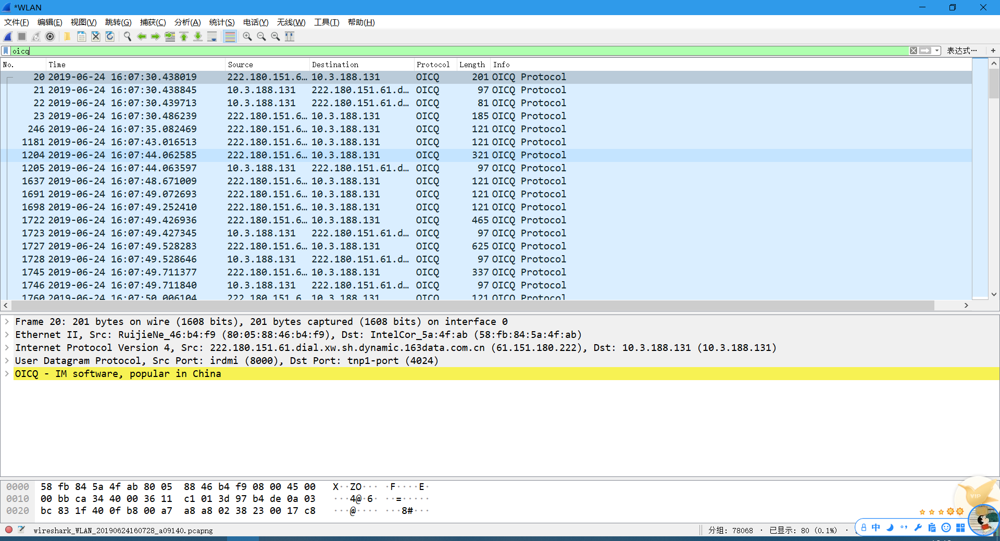 *WLAN
文件(F) 编辑(E) 视图(V) 跳转(G) 捕获(C) 分析(A) 统计(S) 电话(Y) 无线(W) 工具(T) 帮助(H)
oicq 表达式… +
No. Time Source Destination Protocol Length Info
20 2019-06-24 16:07:30.438019 222.180.151.6… 10.3.188.131 OICQ 201 OICQ Protocol
21 2019-06-24 16:07:30.438845 10.3.188.131 222.180.151.61.d… OICQ 97 OICQ Protocol
22 2019-06-24 16:07:30.439713 10.3.188.131 222.180.151.61.d… OICQ 81 OICQ Protocol
23 2019-06-24 16:07:30.486239 222.180.151.6… 10.3.188.131 OICQ 185 OICQ Protocol
246 2019-06-24 16:07:35.082469 222.180.151.6… 10.3.188.131 OICQ 121 OICQ Protocol
1181 2019-06-24 16:07:43.016513 222.180.151.6… 10.3.188.131 OICQ 121 OICQ Protocol
1204 2019-06-24 16:07:44.062585 222.180.151.6… 10.3.188.131 OICQ 321 OICQ Protocol
1205 2019-06-24 16:07:44.063597 10.3.188.131 222.180.151.61.d… OICQ 97 OICQ Protocol
1637 2019-06-24 16:07:48.671009 222.180.151.6… 10.3.188.131 OICQ 121 OICQ Protocol
1691 2019-06-24 16:07:49.072693 222.180.151.6… 10.3.188.131 OICQ 121 OICQ Protocol
1698 2019-06-24 16:07:49.252410 222.180.151.6… 10.3.188.131 OICQ 121 OICQ Protocol
1722 2019-06-24 16:07:49.426936 222.180.151.6… 10.3.188.131 OICQ 465 OICQ Protocol
1723 2019-06-24 16:07:49.427345 10.3.188.131 222.180.151.61.d… OICQ 97 OICQ Protocol
1727 2019-06-24 16:07:49.528283 222.180.151.6… 10.3.188.131 OICQ 625 OICQ Protocol
1728 2019-06-24 16:07:49.528646 10.3.188.131 222.180.151.61.d… OICQ 97 OICQ Protocol
1745 2019-06-24 16:07:49.711377 222.180.151.6… 10.3.188.131 OICQ 337 OICQ Protocol
1746 2019-06-24 16:07:49.711840 10.3.188.131 222.180.151.61.d… OICQ 97 OICQ Protocol
1760 2019-06-24 16:07:50.006104 222.180.151.6 10.3.188.131 OICQ 121 OICQ Protocol
Frame 20: 201 bytes on wire (1608 bits), 201 bytes captured (1608 bits) on interface 0
Ethernet II, Src: RuijieNe_46:b4:f9 (80:05:88:46:b4:f9), Dst: IntelCor_5a:4f:ab (58:fb:84:5a:4f:ab)
Internet Protocol Version 4, Src: 222.180.151.61.dial.xw.sh.dynamic.163data.com.cn (61.151.180.222), Dst: 10.3.188.131 (10.3.188.131)
User Datagram Protocol, Src Port: irdmi (8000), Dst Port: tnp1-port (4024)
OICQ - IM software, popular in China
0000 58 fb 84 5a 4f ab 80 05 88 46 b4 f9 08 00 45 00 X··ZO··· ·F····E·
0010 00 bb ca 34 40 00 36 11 c1 01 3d 97 b4 de 0a 03 ···4@·6· ··=·····
0020 bc 83 1f 40 0f b8 00 a7 a8 a8 02 38 23 00 17 c8 ···@···· ···8#···
VIP
wireshark_WLAN_20190624160728_a09140.pcapng 分组: 78068 · 已显示: 80 (0.1%) · 中